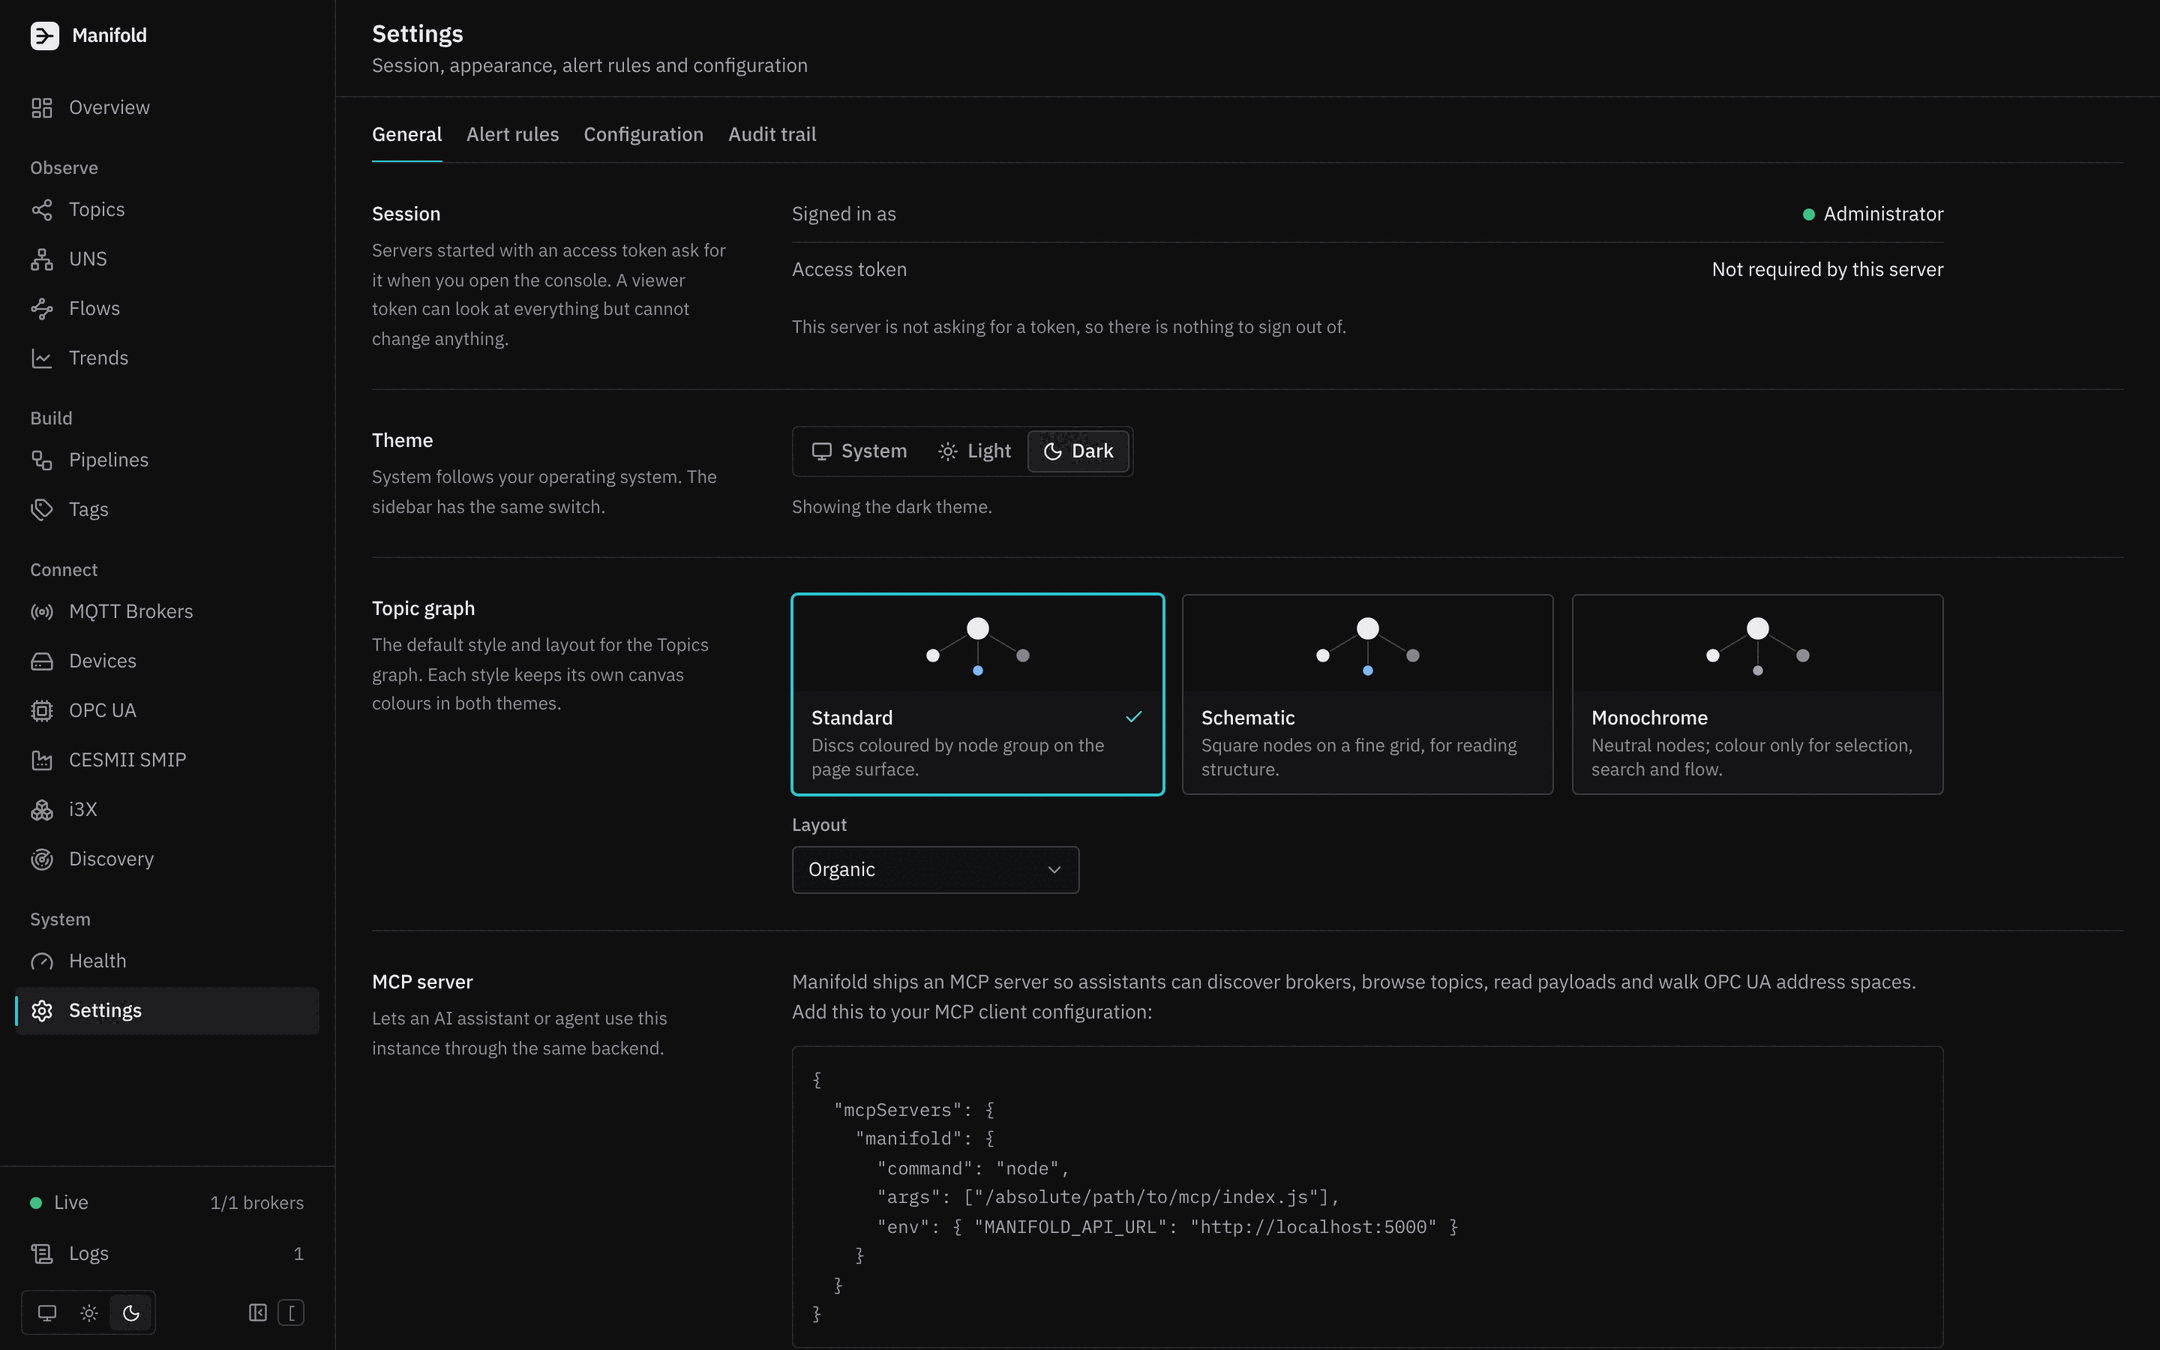 Manifold
Overview
Observe
Topics
UNS
Flows
Trends
Build
Pipelines
Tags
Connect
MQTT Brokers
Devices
OPC UA
CESMII SMIP
i3X
Discovery
System
Health
Settings
Live 1/1 brokers
Logs 1
[
Settings
Session, appearance, alert rules and configuration
General Alert rules Configuration Audit trail
Session
Servers started with an access token ask for
it when you open the console. A viewer
token can look at everything but cannot
change anything.
Signed in as Administrator
Access token Not required by this server
This server is not asking for a token, so there is nothing to sign out of.
Theme
System follows your operating system. The
sidebar has the same switch.
System Light Dark
Showing the dark theme.
Topic graph
The default style and layout for the Topics
graph. Each style keeps its own canvas
colours in both themes.
Standard
Discs coloured by node group on the
page surface.
Schematic
Square nodes on a fine grid, for reading
structure.
Monochrome
Neutral nodes; colour only for selection,
search and flow.
Layout
Organic
MCP server
Lets an AI assistant or agent use this
instance through the same backend.
Manifold ships an MCP server so assistants can discover brokers, browse topics, read payloads and walk OPC UA address spaces.
Add this to your MCP client configuration:
{
"mcpServers": {
"manifold": {
"command": "node",
"args": ["/absolute/path/to/mcp/index.js"],
"env": { "MANIFOLD_API_URL": "http://localhost:5000" }
}
}
}